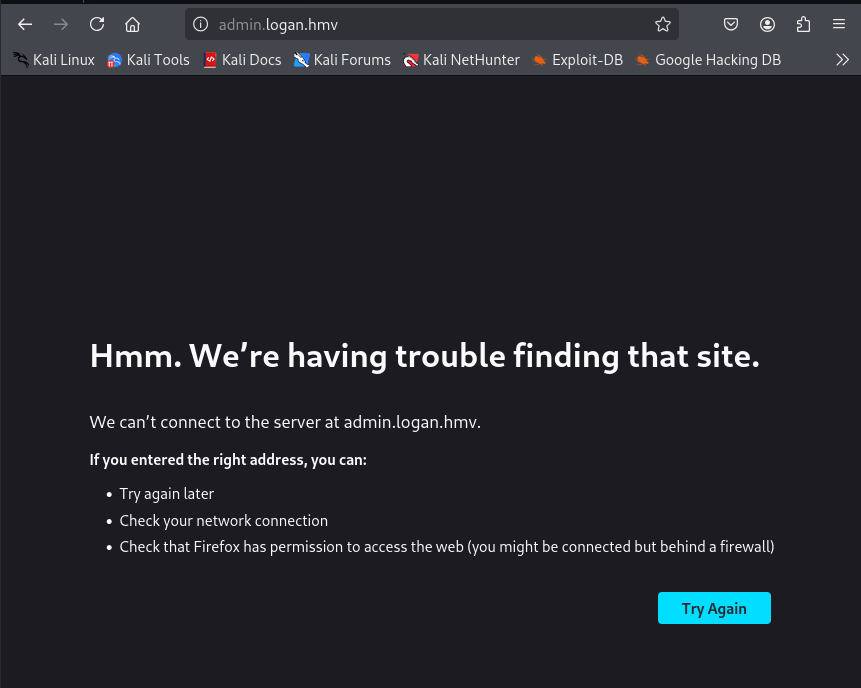 admin.logan.hmv
Kali Linux Kali Tools Kali Docs Kali Forums Kali NetHunter Exploit-DB Google Hacking DB
Hmm. We’re having trouble finding that site.
We can’t connect to the server at admin.logan.hmv.
If you entered the right address, you can:
• Try again later
• Check your network connection
• Check that Firefox has permission to access the web (you might be connected but behind a firewall)
Try Again